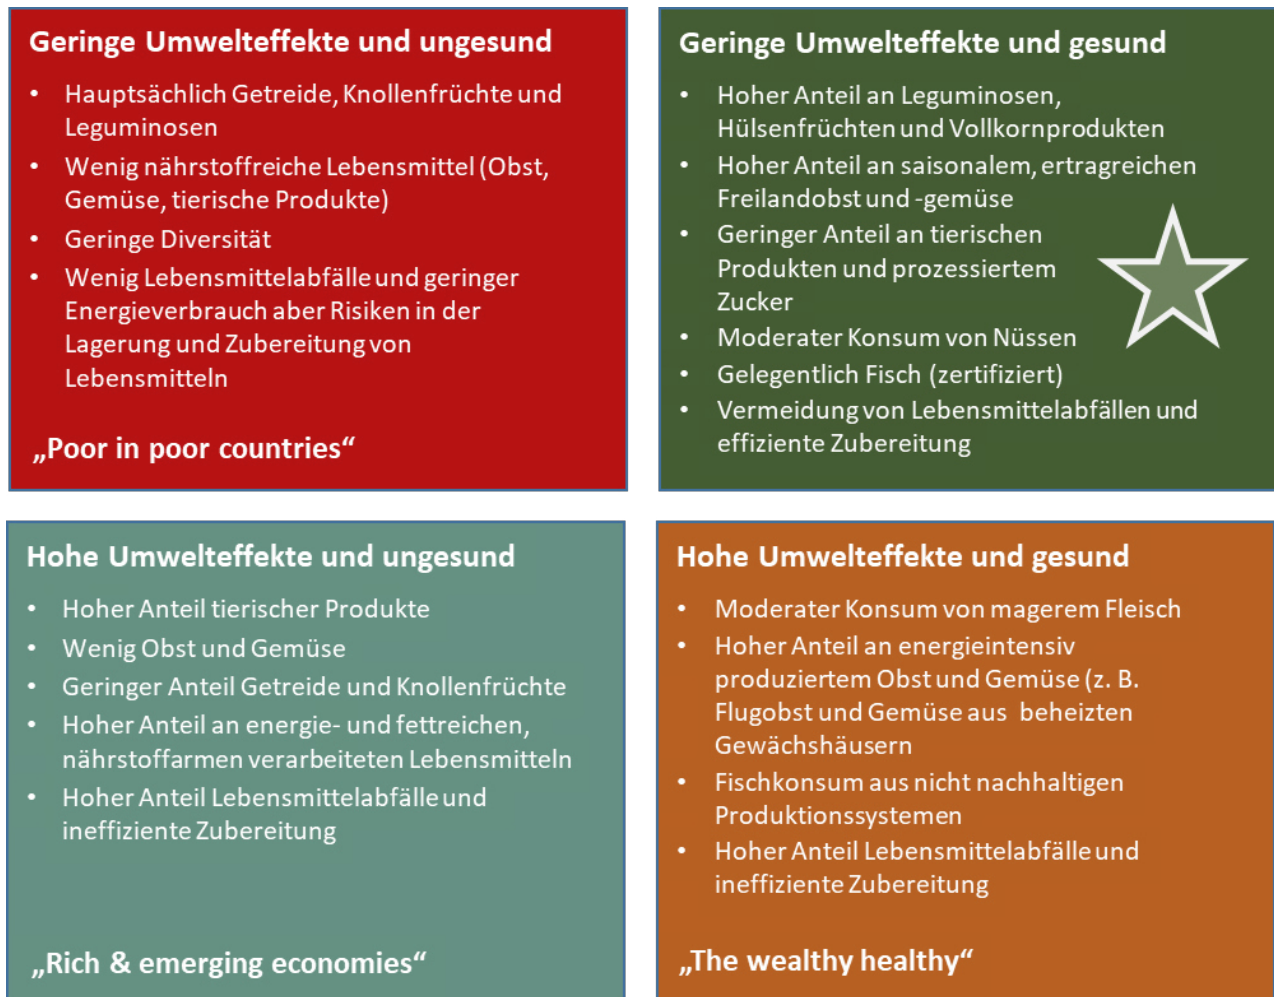 Geringe Umwelteffekte und ungesund
• Hauptsächlich Getreide, Knollenfrüchte und
Leguminosen
• Wenig nährstoffreiche Lebensmittel (Obst,
Gemüse, tierische Produkte)
• Geringe Diversität
• Wenig Lebensmittelabfälle und geringer
Energieverbrauch aber Risiken in der
Lagerung und Zubereitung von
Lebensmitteln
„Poor in poor countries“
Geringe Umwelteffekte und gesund
• Hoher Anteil an Leguminosen,
Hülsenfrüchten und Vollkornprodukten
• Hoher Anteil an saisonalem, ertragreichen
Freilandobst und -gemüse
• Geringer Anteil an tierischen
Produkten und prozessiertem
Zucker
• Moderater Konsum von Nüssen
• Gelegentlich Fisch (zertifiziert)
• Vermeidung von Lebensmittelabfällen und
effiziente Zubereitung
Hohe Umwelteffekte und ungesund
• Hoher Anteil tierischer Produkte
• Wenig Obst und Gemüse
• Geringer Anteil Getreide und Knollenfrüchte
• Hoher Anteil an energie- und fettreichen,
nährstoffarmen verarbeiteten Lebensmitteln
• Hoher Anteil Lebensmittelabfälle und
ineffiziente Zubereitung
„Rich & emerging economies“
Hohe Umwelteffekte und gesund
• Moderater Konsum von magerem Fleisch
• Hoher Anteil an energieintensiv
produziertem Obst und Gemüse (z. B.
Flugobst und Gemüse aus beheizten
Gewächshäusern
• Fischkonsum aus nicht nachhaltigen
Produktionssystemen
• Hoher Anteil Lebensmittelabfälle und
ineffiziente Zubereitung
„The wealthy healthy“